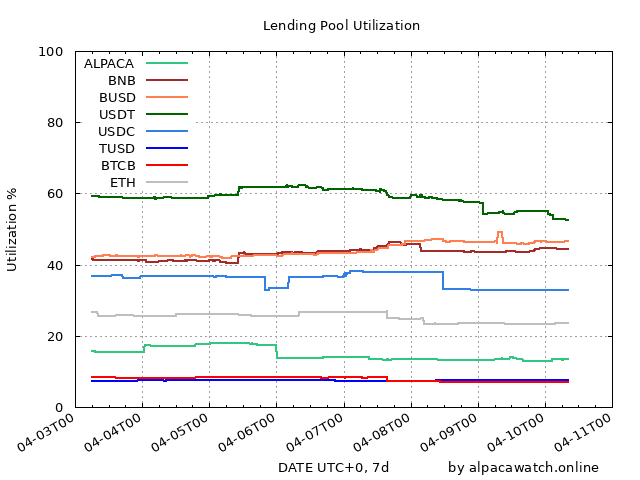 Lending Pool Utilization
Utilization %
100
80
60
40
20
0
ALPACA
BNB
BUSD
USDT
USDC
TUSD
BTCB
ETH
04-03T00
04-04T00
04-05T00
04-06T00
04-07T00
04-08T00
04-09T00
04-10T00
04-11T00
DATE UTC+0, 7d
by alpacawatch.online